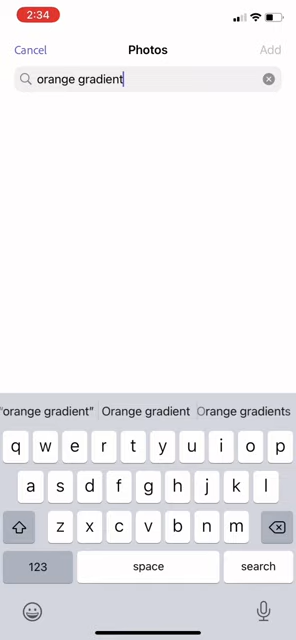 2:34
Cancel Photos Add
orange gradient
"orange gradient" Orange gradient Orange gradients
q w e r t y u i o p
a s d f g h j k l
z x c v b n m
123 space search